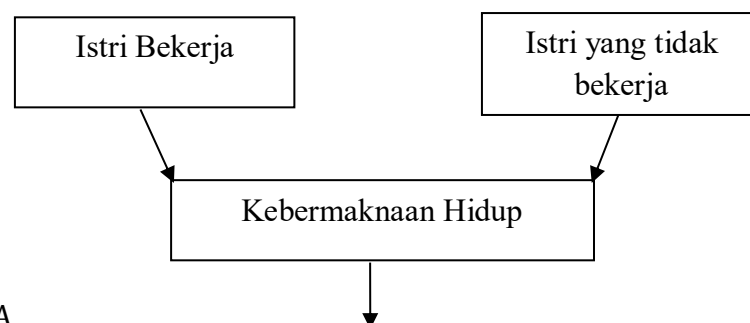 Istri Bekerja
Istri yang tidak
bekerja
Kebermaknaan Hidup
A